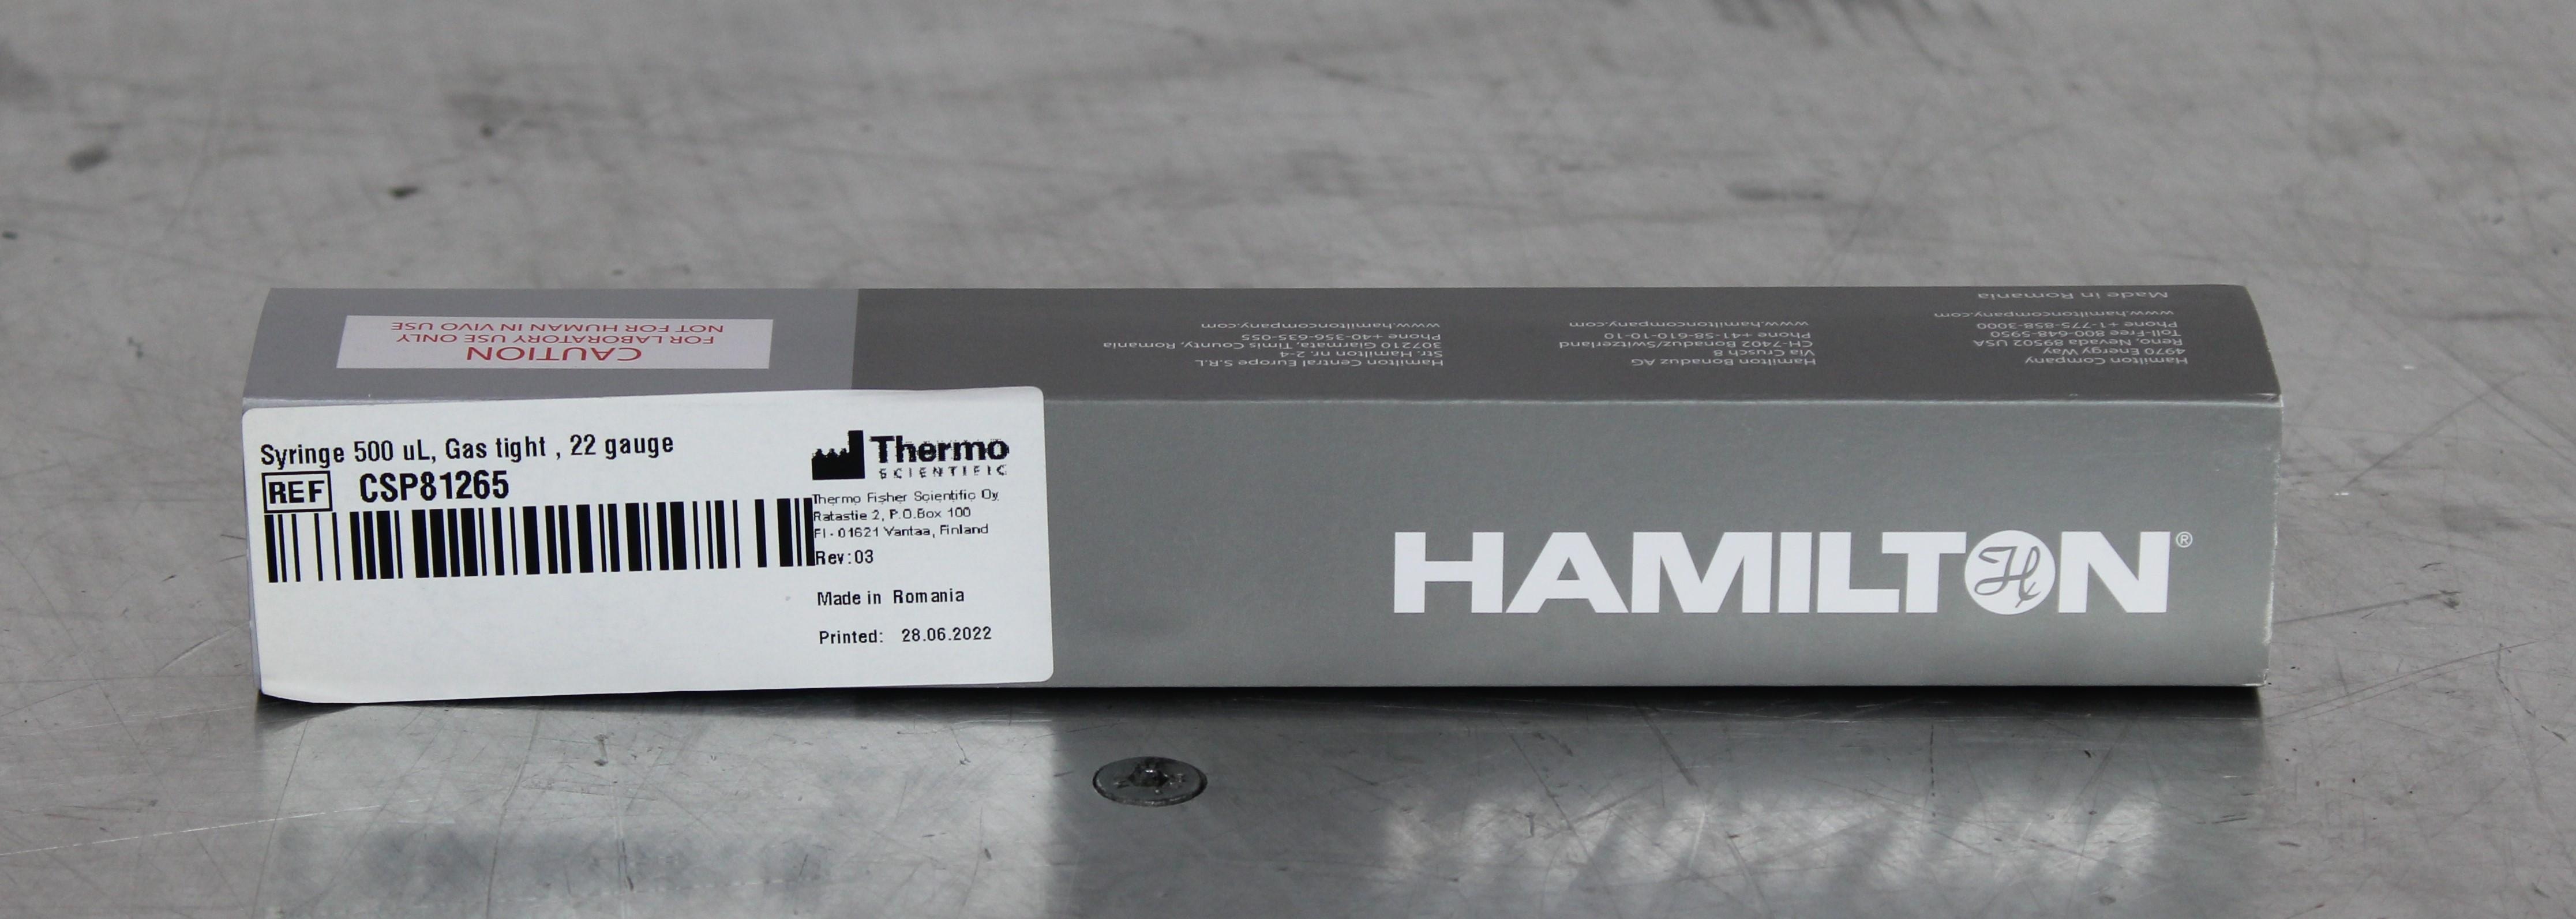 CAUTION
FOR LABORATORY USE ONLY
NOT FOR HUMAN IN VIVO USE
Hamilton Central Europe S.R.L
Str. Hamilton nr. 2-4
307210 Giarmata, Timis County, Romania
Phone +40-356-635-055
www.hamiltoncompany.com
Hamilton Bonaduz AG
Via Crusch 8
CH-7402 Bonaduz/Switzerland
Phone +41-58-610-10-10
www.hamiltoncompany.com
Hamilton Company
4970 Energy Way
Reno, Nevada 89502 USA
Toll-Free 800-648-5950
Phone +1-775-858-3000
www.hamiltoncompany.com
Made in Romania
Syringe 500 uL, Gas tight , 22 gauge
REF CSP81265
Thermo
SCIENTIFIC
Thermo Fisher Scientific Oy
Ratastie 2, P.O.Box 100
FI - 01621 Vantaa, Finland
Rev:03
Made in Romania
Printed: 28.06.2022
HAMILTON®